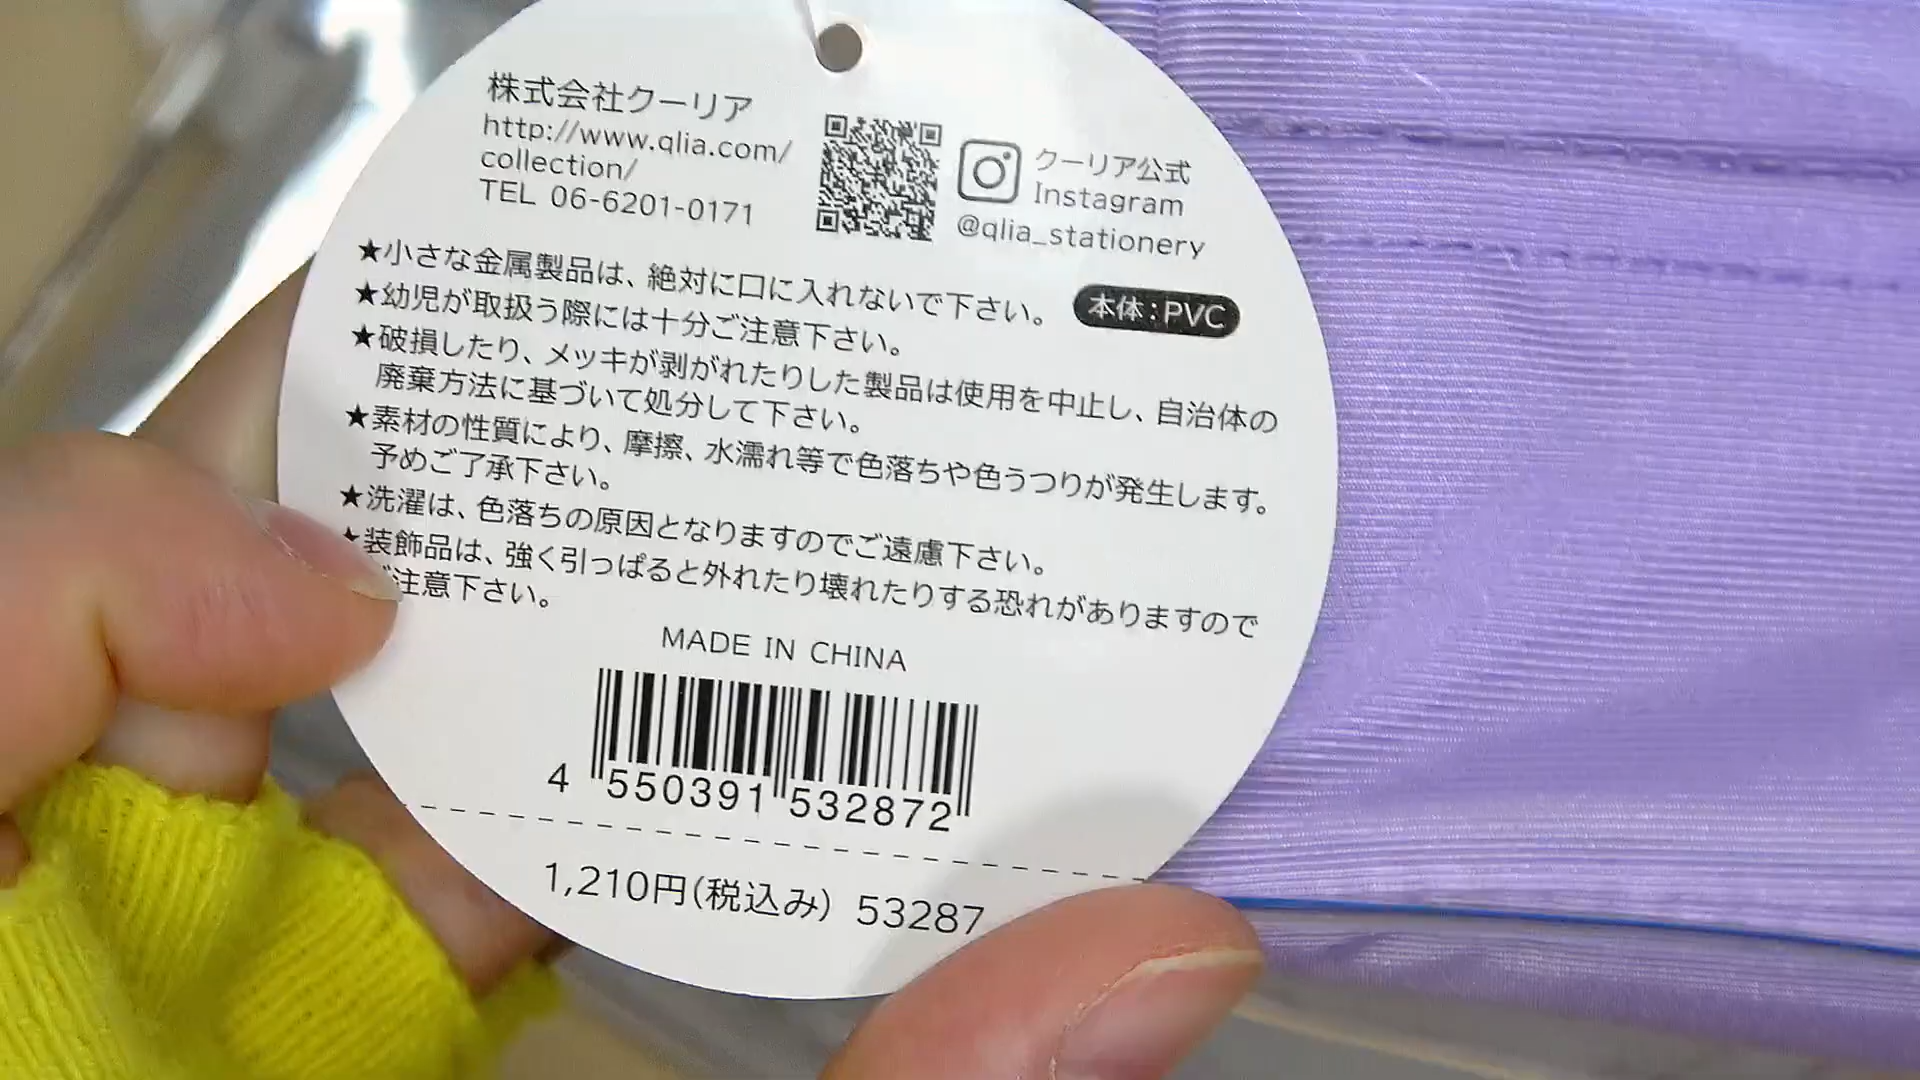 株式会社クーリア
http://www.qlia.com/
collection/
TEL 06-6201-0171
クーリア公式
Instagram
@qlia_stationery
★小さな金属製品は、絶対に口に入れないで下さい。
本体:PVC
★幼児が取扱う際には十分ご注意下さい。
★破損したり、メッキが剥がれたりした製品は使用を中止し、自治体の
廃棄方法に基づいて処分して下さい。
★素材の性質により、摩擦、水濡れ等で色落ちや色うつりが発生します。
予めご了承下さい。
★洗濯は、色落ちの原因となりますのでご遠慮下さい。
★装飾品は、強く引っぱると外れたり壊れたりする恐れがありますので
ご注意下さい。
MADE IN CHINA
4 550391 532872
1,210円(税込み) 53287